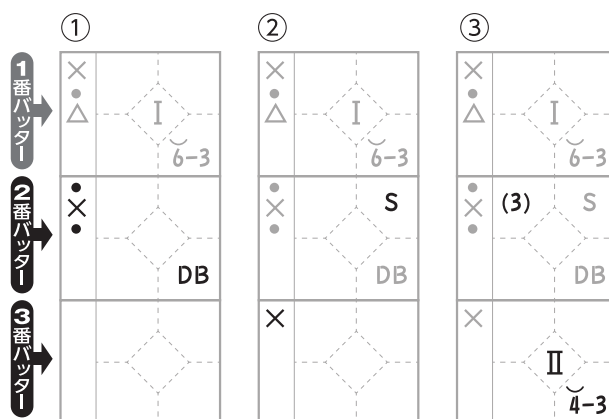 ① ② ③
1番バッター
× × ×
● ● ●
△ I △ I △ I
6-3 6-3 6-3
2番バッター
● ● S ● S
× × × (3)
● ● ●
DB DB DB
3番バッター
× ×
II
4-3